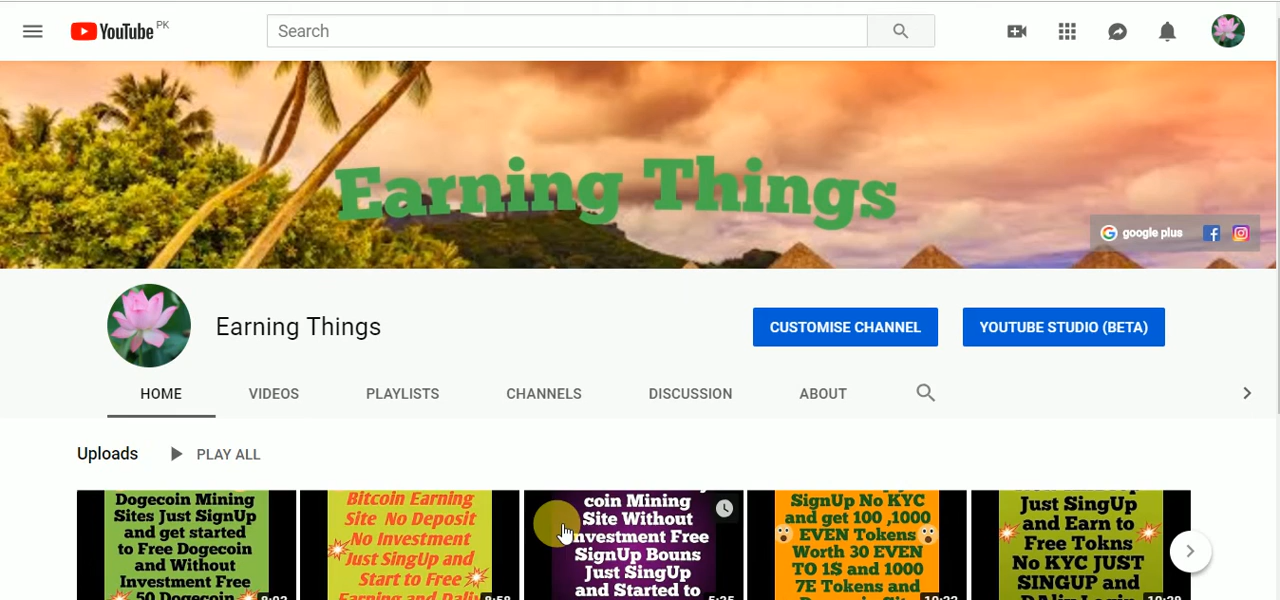 YouTube PK
Search
Earning Things
google plus
Earning Things
CUSTOMISE CHANNEL
YOUTUBE STUDIO (BETA)
HOME
VIDEOS
PLAYLISTS
CHANNELS
DISCUSSION
ABOUT
Uploads
PLAY ALL
Dogecoin Mining
Sites Just SignUp
and get started
to Free Dogecoin
and Without
Investment Free
50 Dogecoin
Bitcoin Earning
Site No Deposit
No Investment
Just SingUp and
Start to Free
Earning and Daily
coin Mining
Site Without
Investment Free
SignUp Bouns
Just SingUp
and Started to
SignUp No KYC
and get 100 ,1000
EVEN Tokens
Worth 30 EVEN
TO 1$ and 1000
7E Tokens and
Just SingUp
and Earn to
Free Tokns
No KYC JUST
SINGUP and